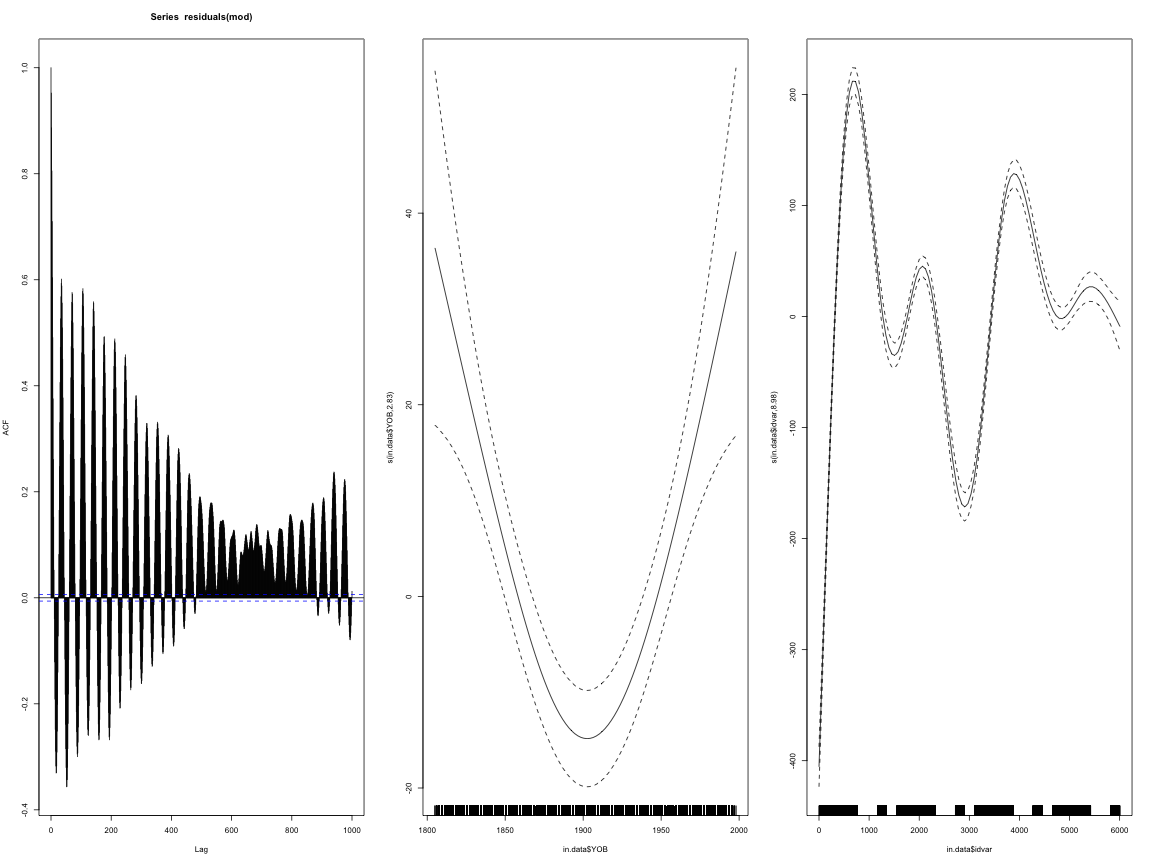 Series residuals(mod)
ACF
1.0
0.8
0.6
0.4
0.2
0.0
-0.2
-0.4
0 200 400 600 800 1000
Lag
s(in.data$YOB,2.83)
40
20
0
-20
1800 1850 1900 1950 2000
in.data$YOB
s(in.data$idvar,8.98)
200
100
0
-100
-200
-300
-400
0 1000 2000 3000 4000 5000 6000
in.data$idvar